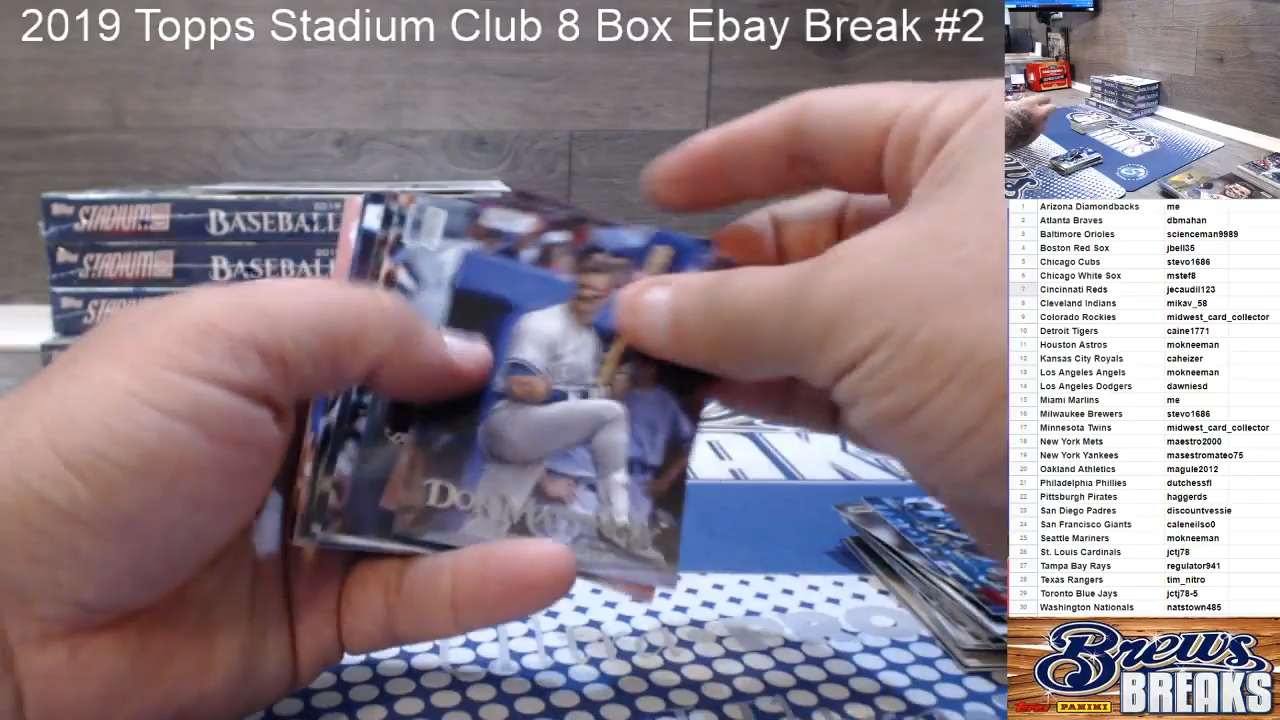 2019 Topps Stadium Club 8 Box Ebay Break #2
STADIUM
BASEBALL
STADIUM
BASEBALL
1 Arizona Diamondbacks me
2 Atlanta Braves dbmahan
3 Baltimore Orioles scienceman9989
4 Boston Red Sox jbell35
5 Chicago Cubs stevo1686
6 Chicago White Sox mstef8
7 Cincinnati Reds jecaudil123
8 Cleveland Indians mikav_58
9 Colorado Rockies midwest_card_collector
10 Detroit Tigers caine1771
11 Houston Astros mokneeman
12 Kansas City Royals caheizer
13 Los Angeles Angels mokneeman
14 Los Angeles Dodgers dawniesd
15 Miami Marlins me
16 Milwaukee Brewers stevo1686
17 Minnesota Twins midwest_card_collector
18 New York Mets maestro2000
19 New York Yankees masestromateo75
20 Oakland Athletics magule2012
21 Philadelphia Phillies dutchessfl
22 Pittsburgh Pirates haggerds
23 San Diego Padres discountvessie
24 San Francisco Giants caleneilso0
25 Seattle Mariners mokneeman
26 St. Louis Cardinals jctj78
27 Tampa Bay Rays regulator941
28 Texas Rangers tim_nitro
29 Toronto Blue Jays jctj78-5
30 Washington Nationals natstown485
Brews
BREAKS
topps PANINI